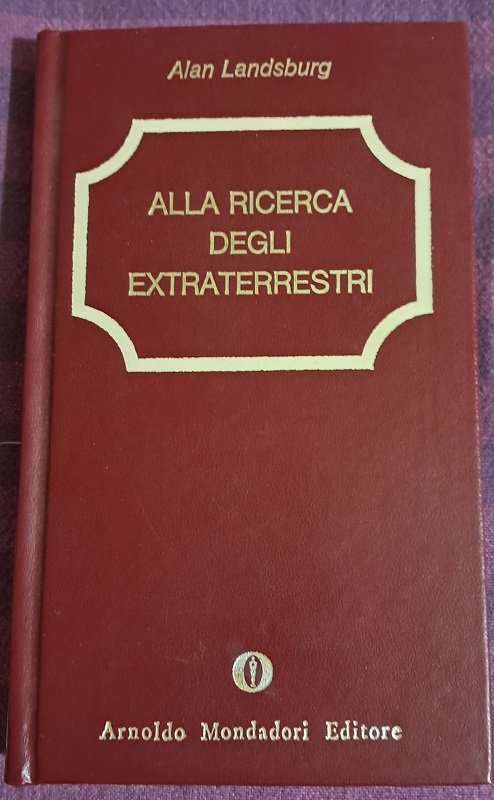 Alan Landsburg
ALLA RICERCA
DEGLI
EXTRATERRESTRI
Arnoldo Mondadori Editore